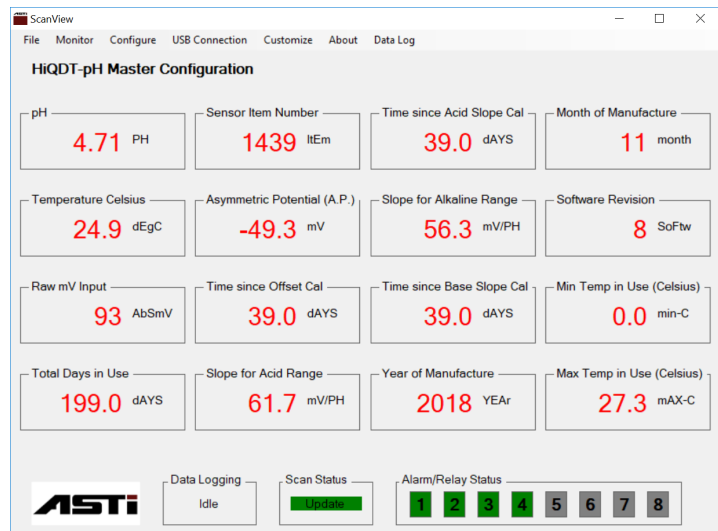 ScanView
File Monitor Configure USB Connection Customize About Data Log
HiQDT-pH Master Configuration
pH Sensor Item Number Time since Acid Slope Cal Month of Manufacture
4.71 PH 1439 ItEm 39.0 dAYS 11 month
Temperature Celsius Asymmetric Potential (A.P.) Slope for Alkaline Range Software Revision
24.9 dEgC -49.3 mV 56.3 mV/PH 8 SoFtw
Raw mV Input Time since Offset Cal Time since Base Slope Cal Min Temp in Use (Celsius)
93 AbSmV 39.0 dAYS 39.0 dAYS 0.0 min-C
Total Days in Use Slope for Acid Range Year of Manufacture Max Temp in Use (Celsius)
199.0 dAYS 61.7 mV/PH 2018 YEAr 27.3 mAX-C
Data Logging Scan Status Alarm/Relay Status
ASTi Idle Update 1 2 3 4 5 6 7 8